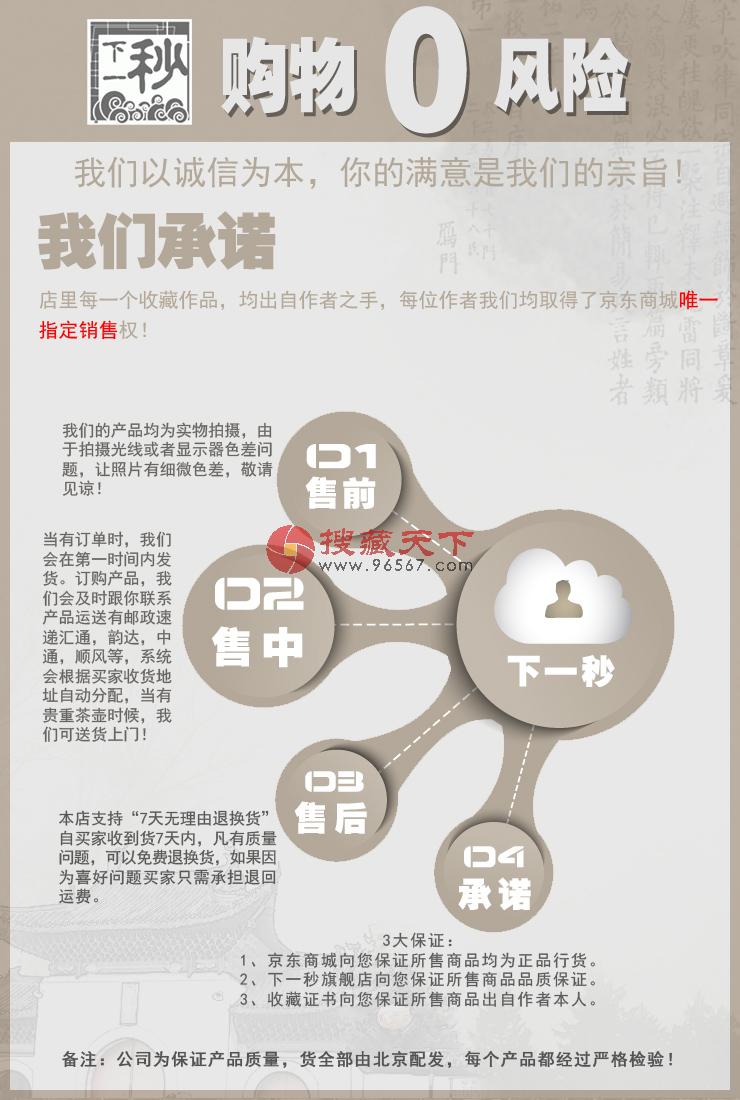 下一秒
购物0风险
我们以诚信为本，你的满意是我们的宗旨！
我们承诺
店里每一个收藏作品，均出自作者之手，每位作者我们均取得了京东商城唯一
指定销售权！
我们的产品均为实物拍摄，由
于拍摄光线或者显示器色差问
题，让照片有细微色差，敬请
见谅！
01
售前
搜藏天下
www.96567.com
当有订单时，我们
会在第一时间内发
货。订购产品，我
们会及时跟你联系
产品运送有邮政速
递汇通，韵达，中
通，顺风等，系统
会根据买家收货地
址自动分配，当有
贵重茶壶时候，我
们可送货上门！
02
售中
下一秒
03
售后
本店支持“7天无理由退换货”
自买家收到货7天内，凡有质量
问题，可以免费退换货，如果因
为喜好问题买家只需承担退回
运费。
04
承诺
3大保证：
1、京东商城向您保证所售商品均为正品行货。
2、下一秒旗舰店向您保证所售商品品质保证。
3、收藏证书向您保证所售商品出自作者本人。
备注：公司为保证产品质量，货全部由北京配发，每个产品都经过严格检验！